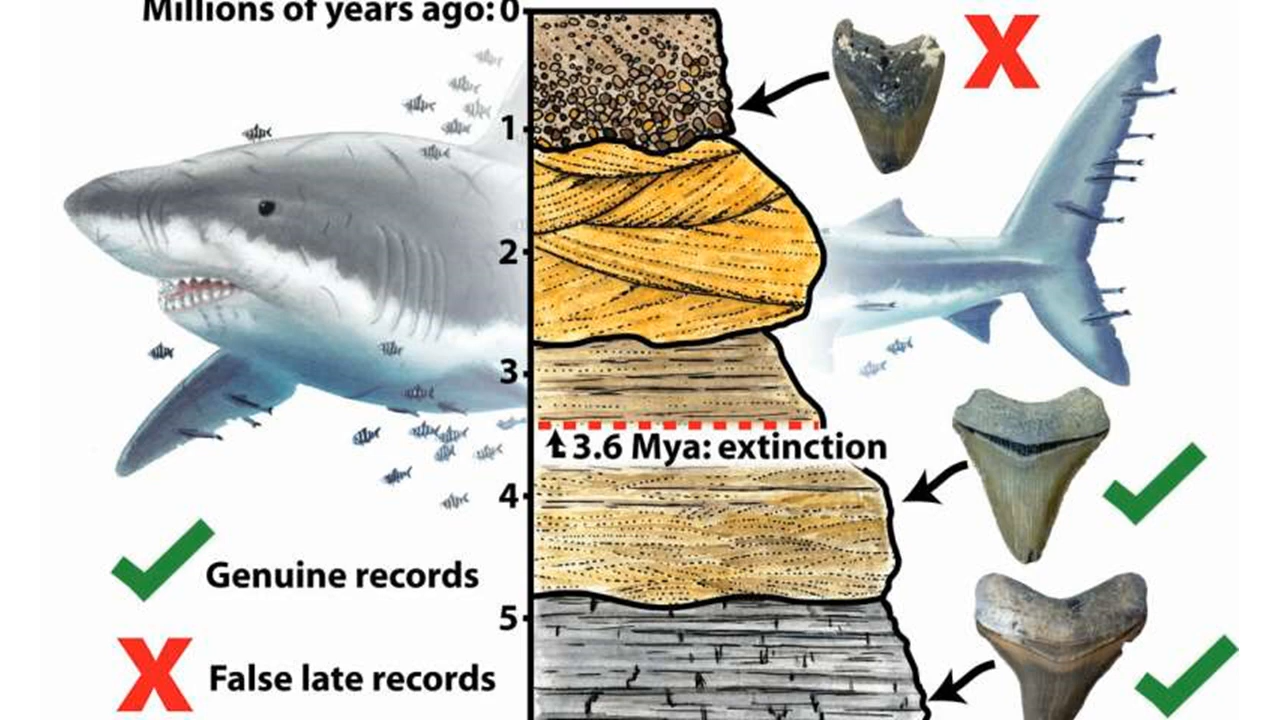 Millions of years ago: 0
1
2
3
3.6 Mya: extinction
4
5
Genuine records
False late records